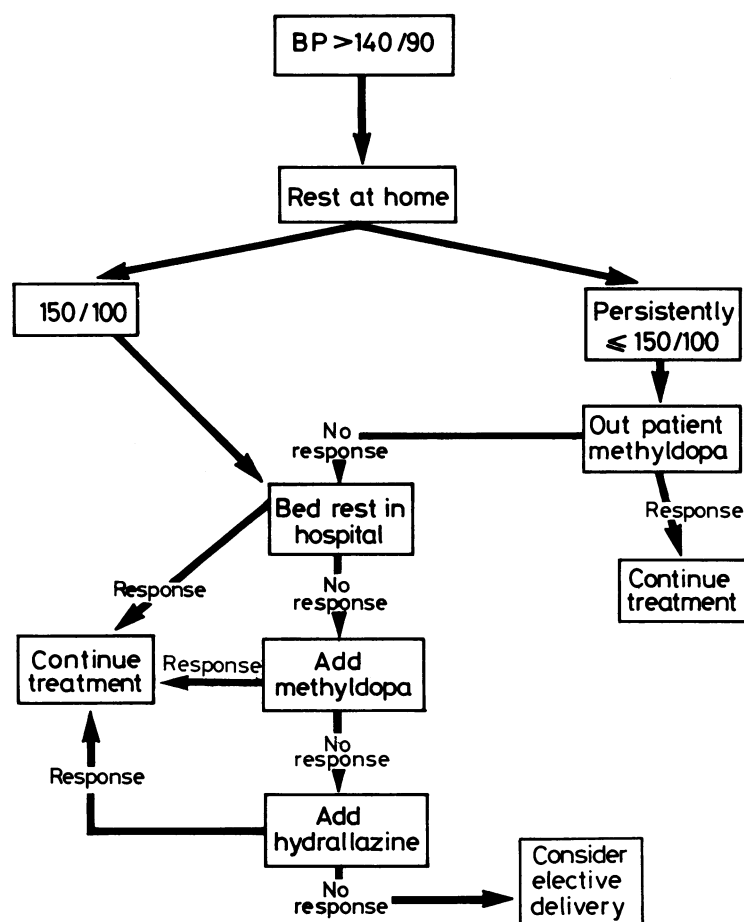 BP >140/90
Rest at home
150/100
Persistently
⩽ 150/100
Out patient
methyldopa
No
response
Bed rest in
hospital
Response
Continue
treatment
Response
No
response
Continue
treatment
Response
Add
methyldopa
No
response
Response
Add
hydrallazine
No
response
Consider
elective
delivery